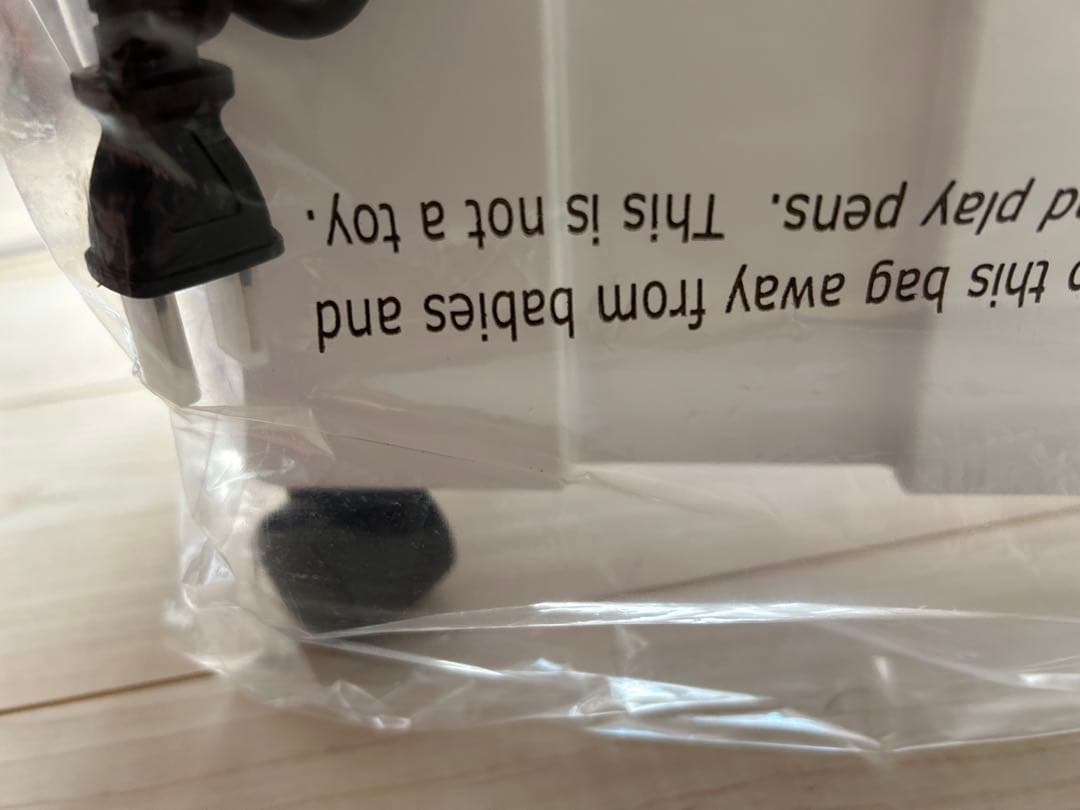 this bag away from babies and
play pens. This is not a toy.